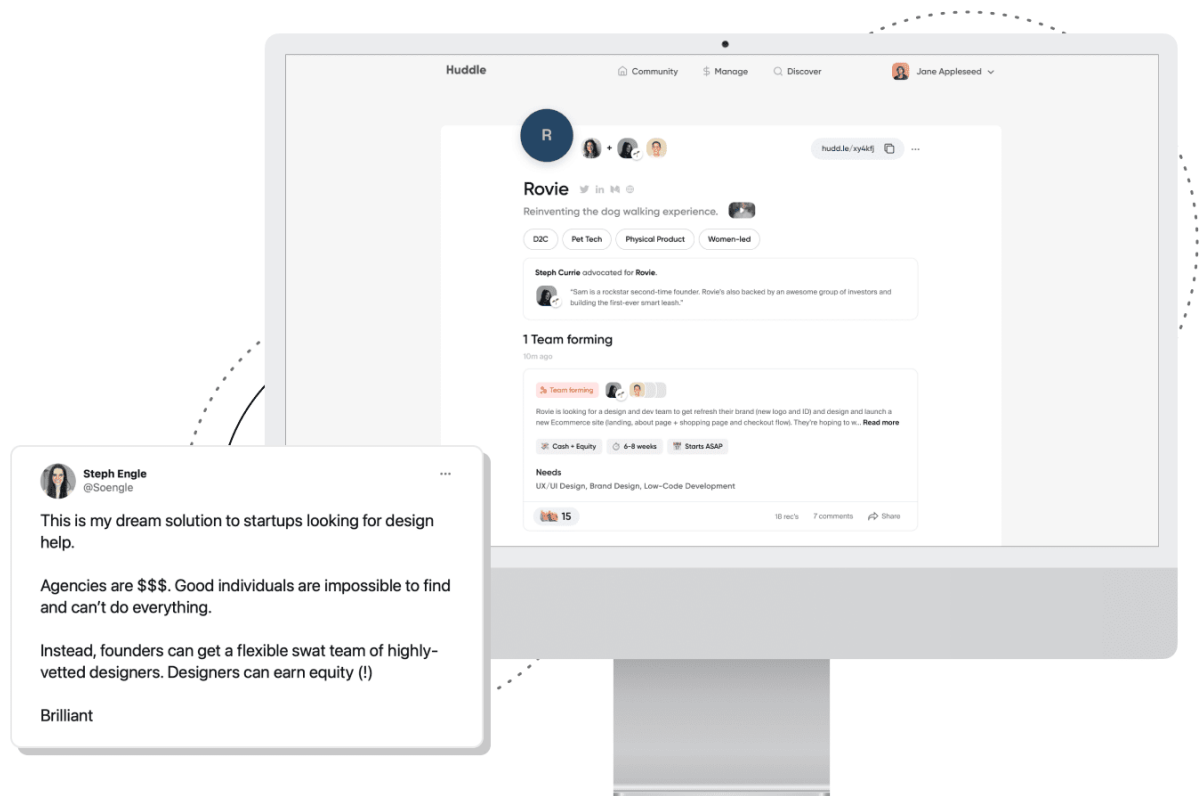 Huddle
Community
Manage
Discover
Jane Appleseed
R
+
hudd.le/xy4kfj
Rovie
Reinventing the dog walking experience.
D2C
Pet Tech
Physical Product
Women-led
Steph Currie advocated for Rovie.
"Sam is a rockstar second-time founder. Rovie's also backed by an awesome group of investors and
building the first-ever smart leash."
1 Team forming
10m ago
Team forming
Rovie is looking for a design and dev team to get refresh their brand (new logo and ID) and design and launch a
new Ecommerce site (landing, about page + shopping page and checkout flow). They're hoping to w... Read more
Cash + Equity
6-8 weeks
Starts ASAP
Needs
UX/UI Design, Brand Design, Low-Code Development
15
18 rec's
7 comments
Share
Steph Engle
@Soengle
This is my dream solution to startups looking for design
help.
Agencies are $$$. Good individuals are impossible to find
and can't do everything.
Instead, founders can get a flexible swat team of highly-
vetted designers. Designers can earn equity (!)
Brilliant